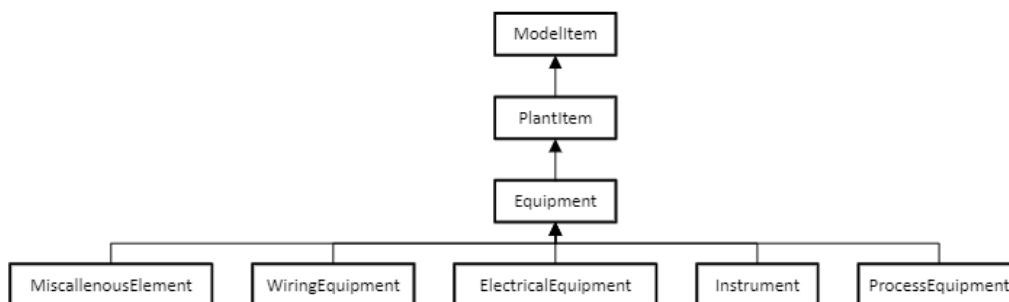 ModelItem
PlantItem
Equipment
MiscallenousElement
WiringEquipment
ElectricalEquipment
Instrument
ProcessEquipment